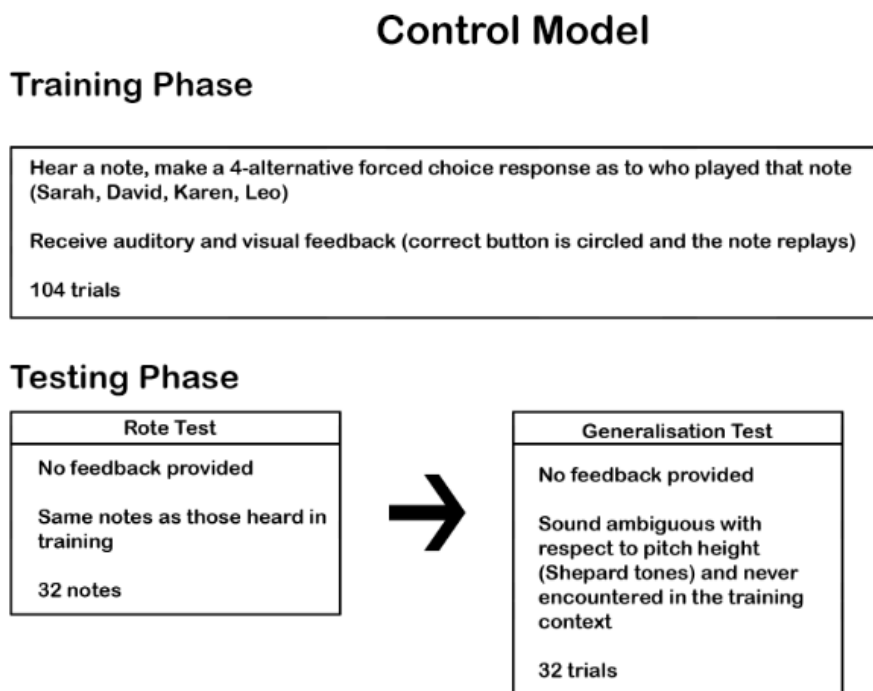 Control Model
Training Phase
Hear a note, make a 4-alternative forced choice response as to who played that note
(Sarah, David, Karen, Leo)
Receive auditory and visual feedback (correct button is circled and the note replays)
104 trials
Testing Phase
Rote Test
No feedback provided
Same notes as those heard in
training
32 notes
Generalisation Test
No feedback provided
Sound ambiguous with
respect to pitch height
(Shepard tones) and never
encountered in the training
context
32 trials